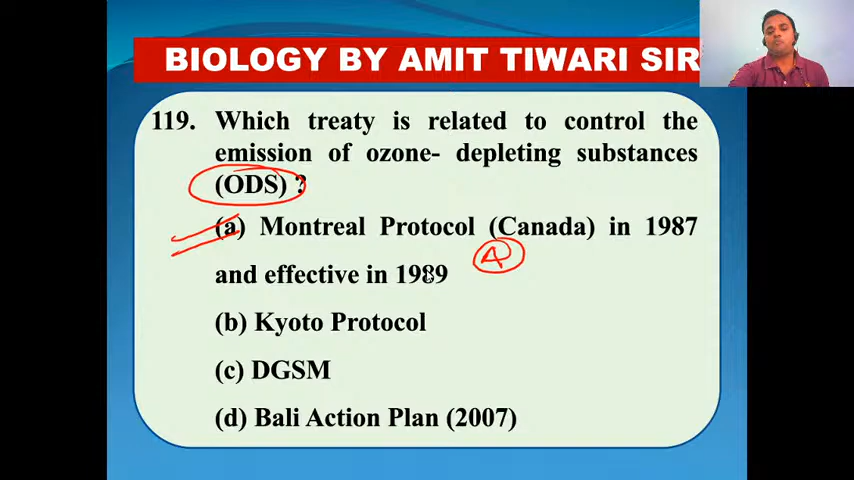 BIOLOGY BY AMIT TIWARI SIR
119. Which treaty is related to control the
emission of ozone- depleting substances
(ODS) ?
(a) Montreal Protocol (Canada) in 1987
A
and effective in 1989
(b) Kyoto Protocol
(c) DGSM
(d) Bali Action Plan (2007)